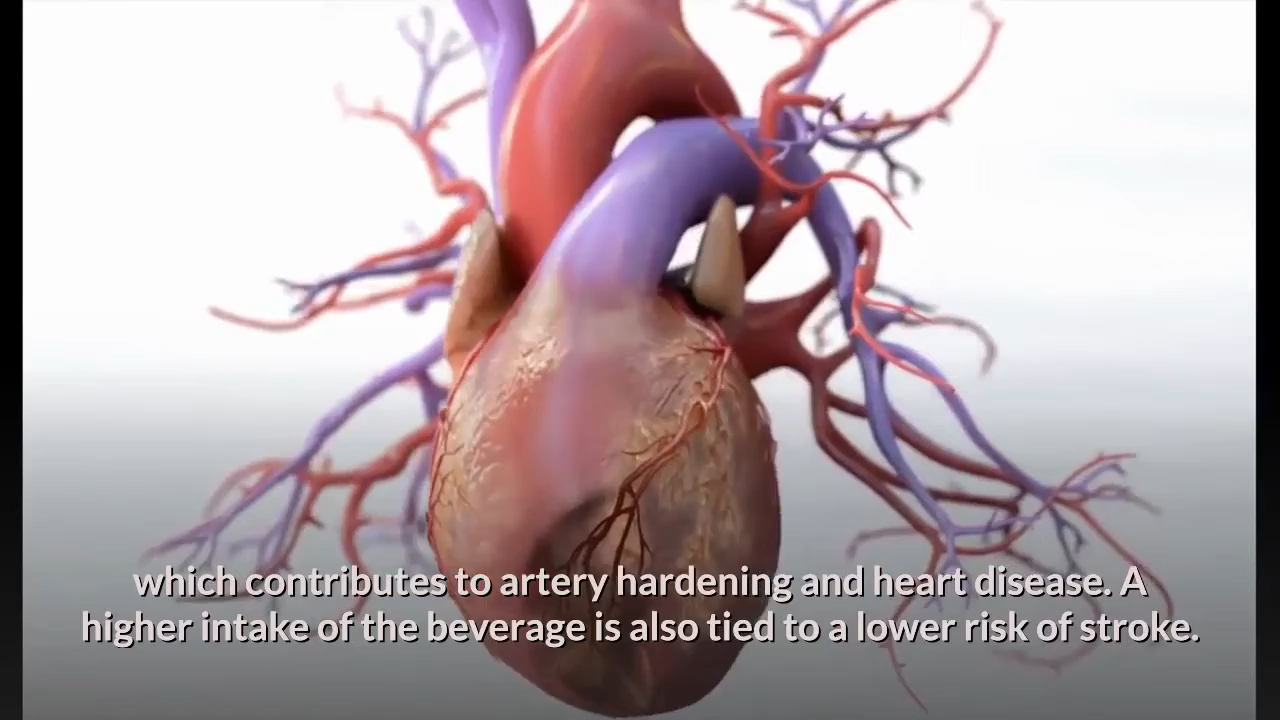 which contributes to artery hardening and heart disease. A
higher intake of the beverage is also tied to a lower risk of stroke.